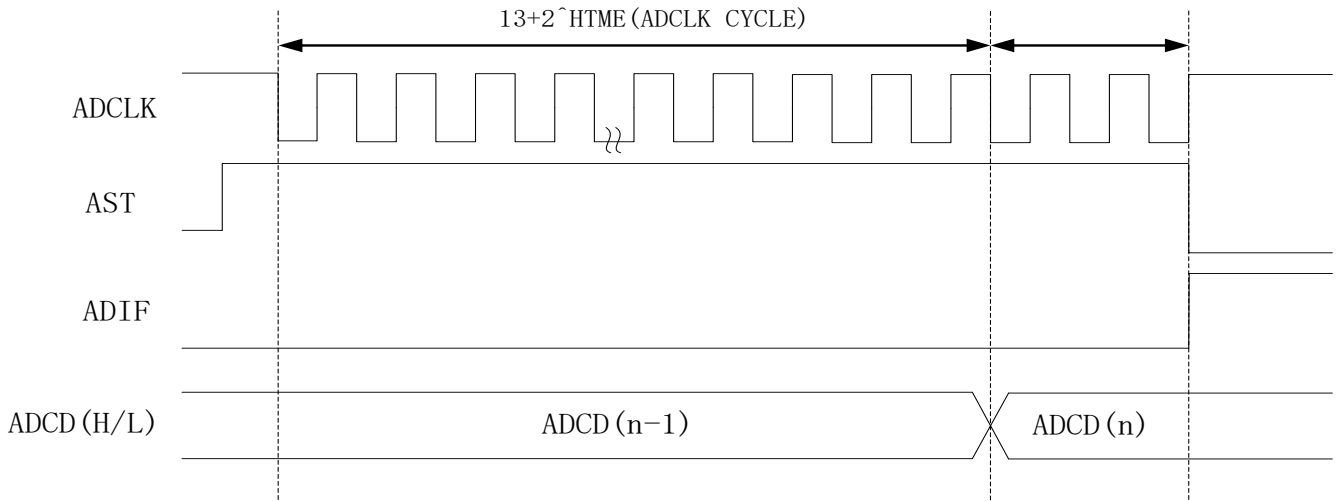 13+2^HTME(ADCLK CYCLE)
ADCLK
AST
ADIF
ADCD(H/L)
ADCD(n-1)
ADCD(n)